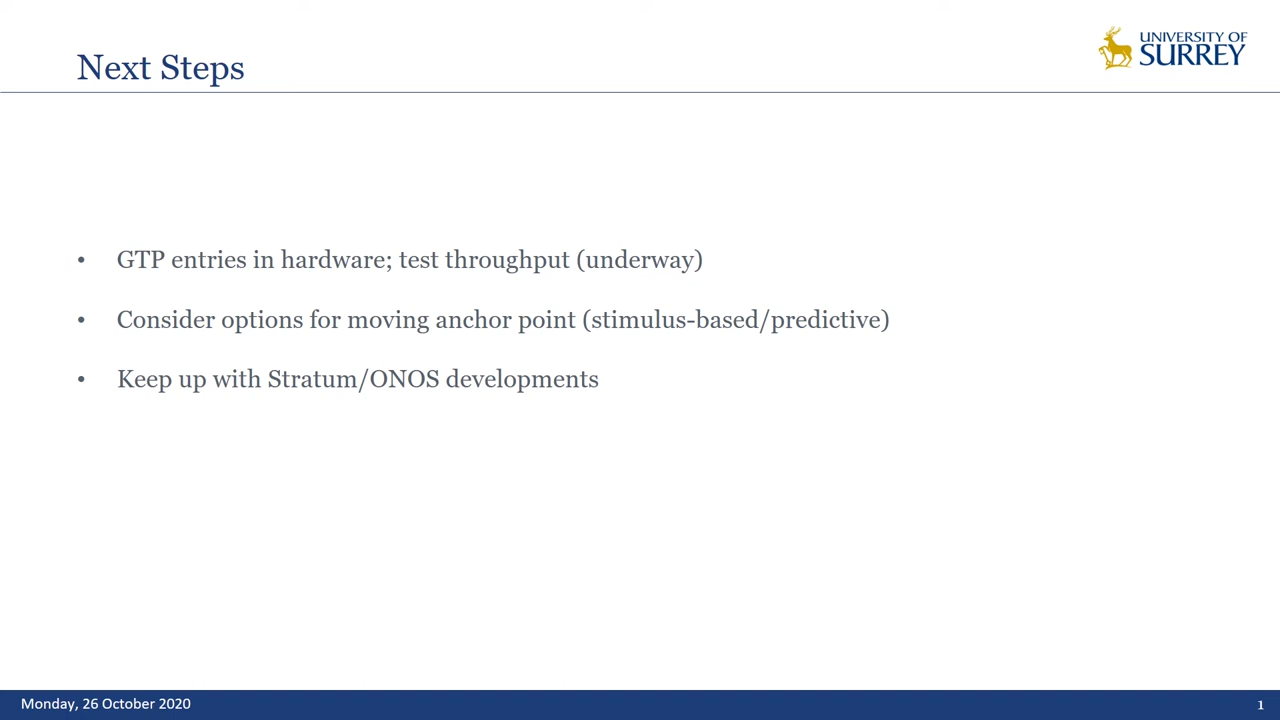 Next Steps
UNIVERSITY OF
SURREY
• GTP entries in hardware; test throughput (underway)
• Consider options for moving anchor point (stimulus-based/predictive)
• Keep up with Stratum/ONOS developments
Monday, 26 October 2020
1